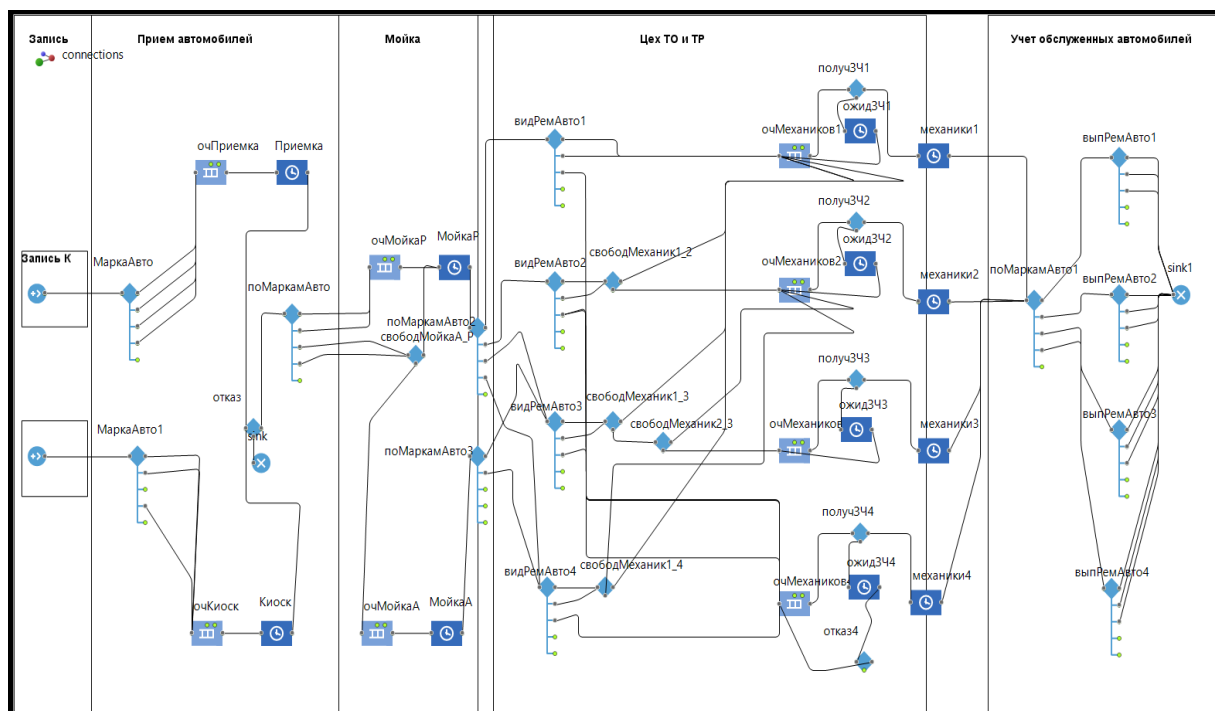 Запись
Прием автомобилей
Мойка
Цех ТО и ТР
Учет обслуженных автомобилей
connections
получЗЧ1
ожидЗЧ1
видРемАвто1
очМехаников1
механики1
выпРемАвто1
очПриемка
Приемка
получЗЧ2
ожидЗЧ2
Запись К
МаркаАвто
очМойкаР
МойкаР
видРемАвто2
свободМеханик1_2
очМехаников2
механики2
поМаркамАвто1
выпРемАвто2
sink1
поМаркамАвто
поМаркамАвто2
свободМойкаА_Р
получЗЧ3
ожидЗЧ3
отказ
sink
МаркаАвто1
поМаркамАвто3
видРемАвто3
свободМеханик1_3
свободМеханик2_3
очМехаников
механики3
выпРемАвто3
получЗЧ4
ожидЗЧ4
видРемАвто4
свободМеханик1_4
очМехаников
механики4
выпРемАвто4
очКиоск
Киоск
очМойкаА
МойкаА
отказ4